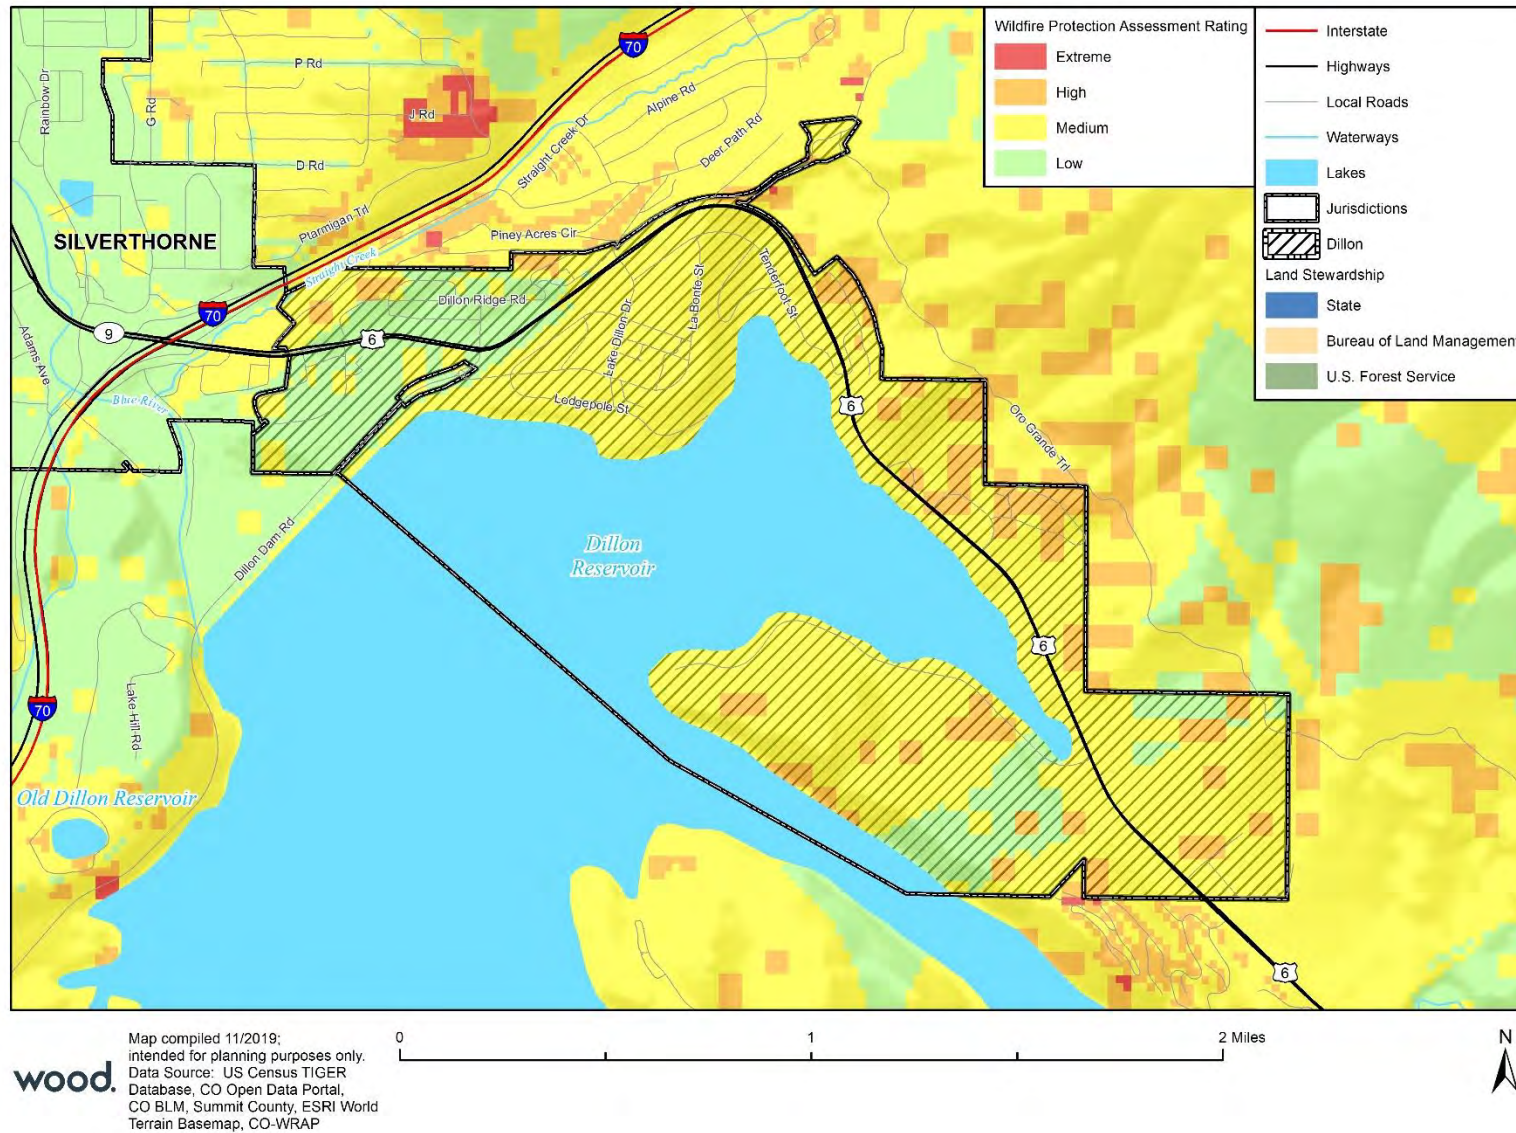 Wildfire Protection Assessment Rating
Extreme
High
Medium
Low
Interstate
Highways
Local Roads
Waterways
Lakes
Jurisdictions
Dillon
Land Stewardship
State
Bureau of Land Management
U.S. Forest Service
70
P Rd
Rainbow Dr
G Rd
J Rd
Alpine Rd
Straight Creek Dr
Deer Path Rd
D Rd
Ptarmigan Trl
Piney Acres Cir
SILVERTHORNE
Straight Creek
70
Dillon Ridge Rd
La Bonte St
Tenderfoot St
9
6
Adams Ave
Lake Dillon Dr
Lodgepole St
6
Blue River
Oro Grande Trl
Dillon Dam Rd
Dillon
Reservoir
6
Lake Hill Rd
70
Old Dillon Reservoir
6
wood.
Map compiled 11/2019;
intended for planning purposes only.
Data Source: US Census TIGER
Database, CO Open Data Portal,
CO BLM, Summit County, ESRI World
Terrain Basemap, CO-WRAP
0
1
2 Miles
N